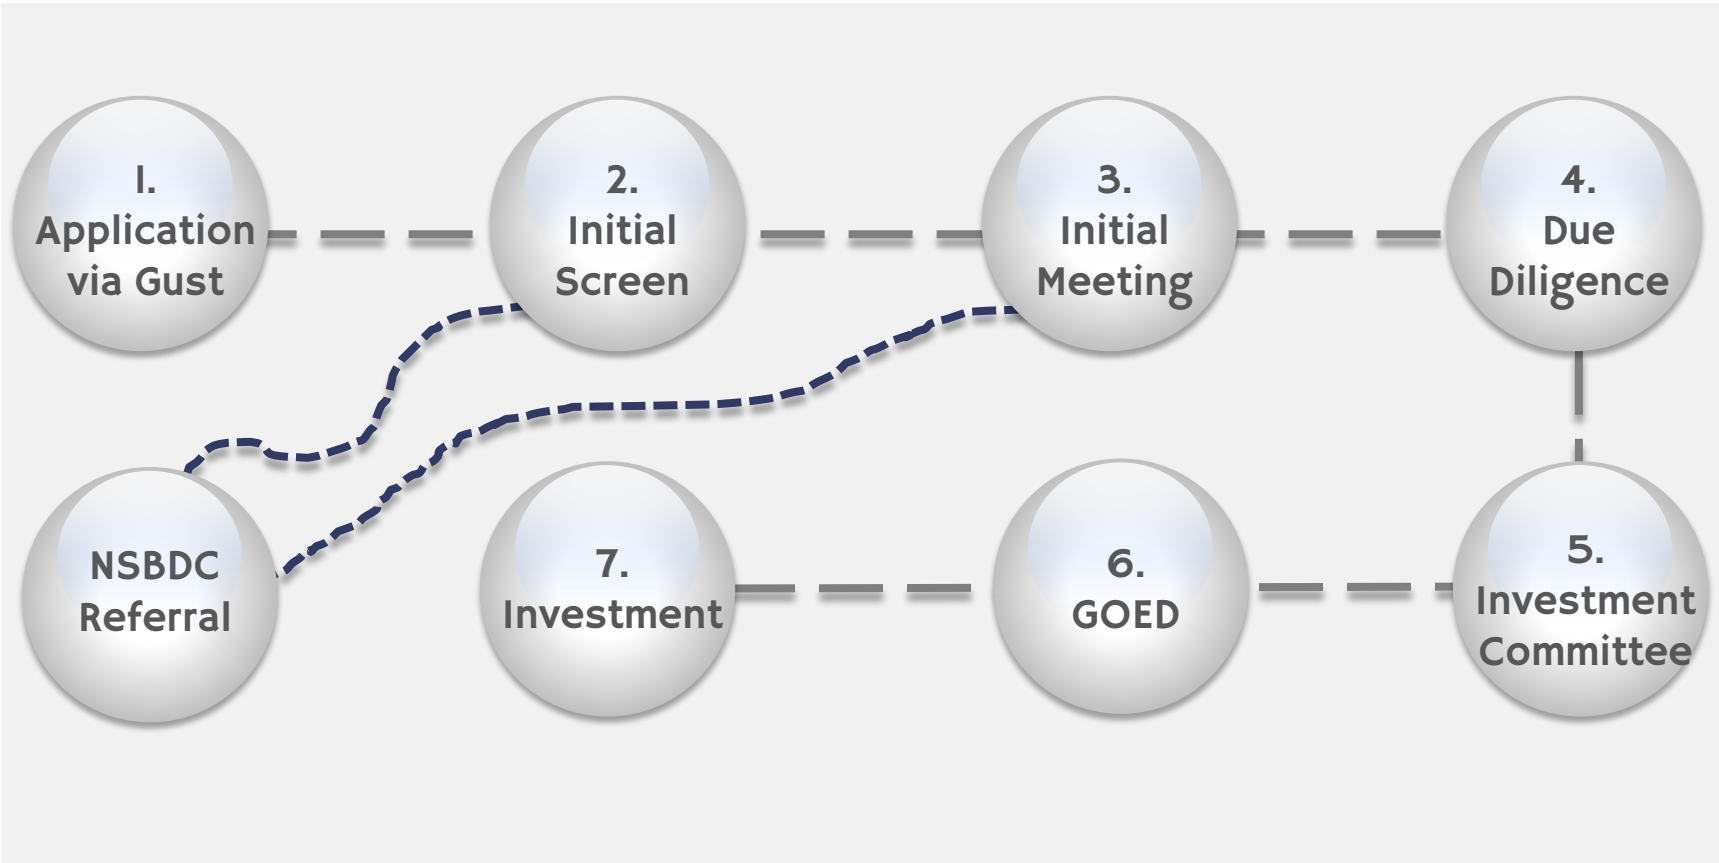 1.
Application
via Gust
2.
Initial
Screen
3.
Initial
Meeting
4.
Due
Diligence
NSBDC
Referral
7.
Investment
6.
GOED
5.
Investment
Committee